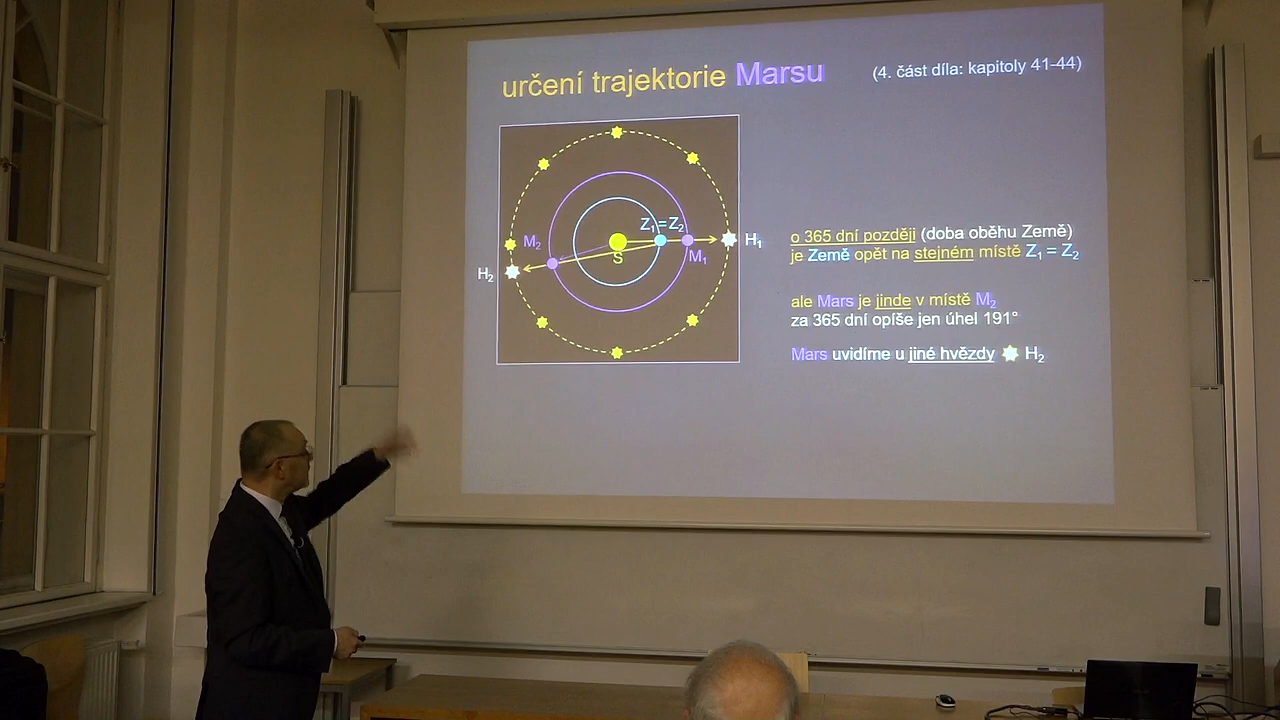 určení trajektorie Marsu
(4. část díla: kapitoly 41-44)
Z₁ = Z₂
M₂
S
M₁
H₁
H₂
o 365 dní později (doba oběhu Země)
je Země opět na stejném místě Z₁ = Z₂
ale Mars je jinde v místě M₂
za 365 dní opíše jen úhel 191°
Mars uvidíme u jiné hvězdy H₂